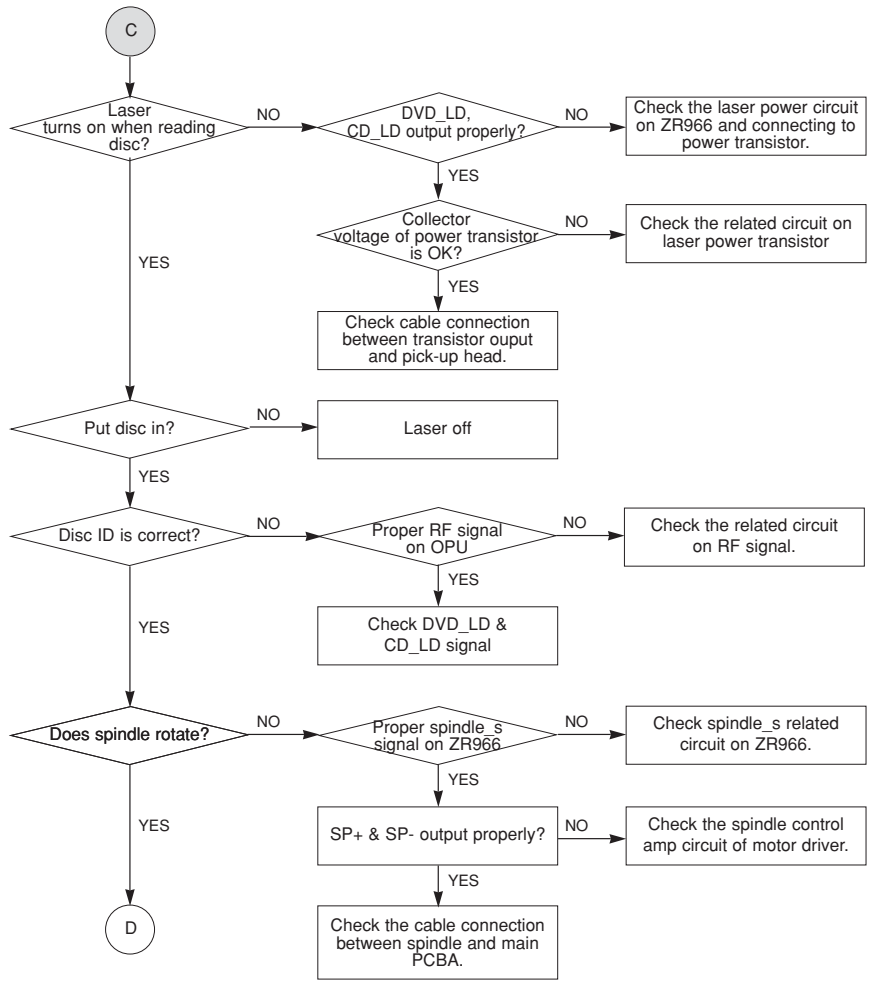 C
Laser
turns on when reading
disc?
NO
DVD_LD,
CD_LD output properly?
NO
Check the laser power circuit
on ZR966 and connecting to
power transistor.
YES
Collector
voltage of power transistor
is OK?
NO
Check the related circuit on
laser power transistor
YES
YES
Check cable connection
between transistor ouput
and pick-up head.
Put disc in?
NO
Laser off
YES
Disc ID is correct?
NO
Proper RF signal
on OPU
NO
Check the related circuit
on RF signal.
YES
YES
Check DVD_LD &
CD_LD signal
Does spindle rotate?
NO
Proper spindle_s
signal on ZR966
NO
Check spindle_s related
circuit on ZR966.
YES
YES
SP+ & SP- output properly?
NO
Check the spindle control
amp circuit of motor driver.
YES
D
Check the cable connection
between spindle and main
PCBA.